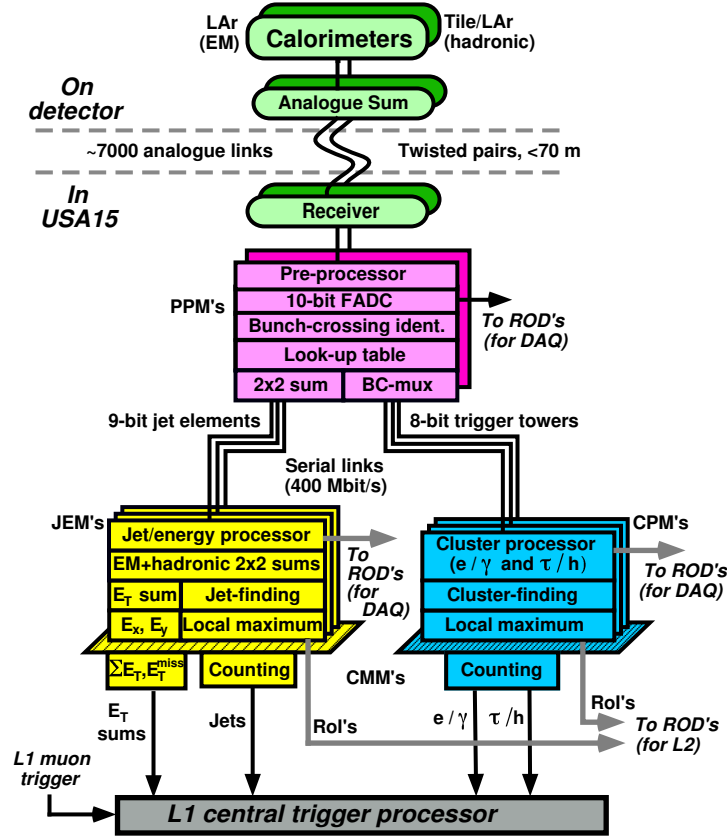 LAr
(EM)
Calorimeters
Tile/LAr
(hadronic)
On
detector
Analogue Sum
~7000 analogue links
Twisted pairs, <70 m
In
USA15
Receiver
PPM's
Pre-processor
10-bit FADC
Bunch-crossing ident.
Look-up table
2x2 sum
BC-mux
To ROD's
(for DAQ)
9-bit jet elements
8-bit trigger towers
Serial links
(400 Mbit/s)
JEM's
Jet/energy processor
EM+hadronic 2x2 sums
E_T sum
Jet-finding
E_x, E_y
Local maximum
To
ROD's
(for
DAQ)
CPM's
Cluster processor
(e / γ and τ / h)
Cluster-finding
Local maximum
To ROD's
(for DAQ)
ΣE_T, E_T^miss
Counting
CMM's
Counting
E_T
sums
Jets
RoI's
e / γ
τ / h
RoI's
To ROD's
(for L2)
L1 muon
trigger
L1 central trigger processor